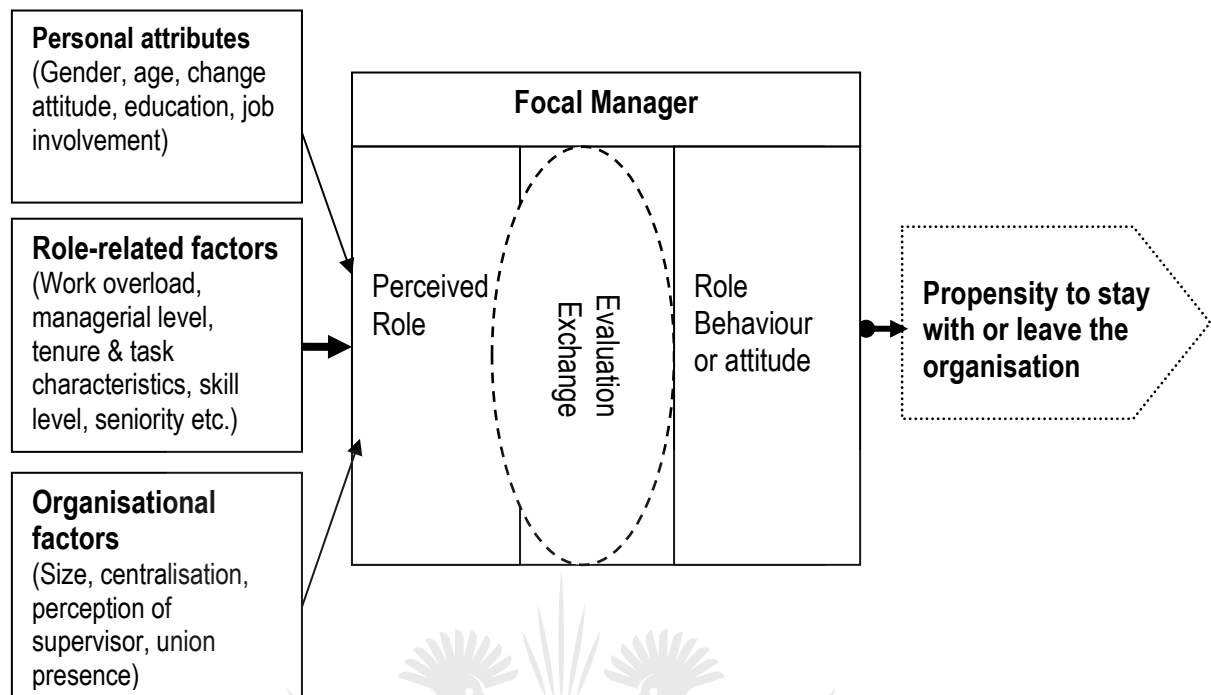 Personal attributes
(Gender, age, change
attitude, education, job
involvement)
Role-related factors
(Work overload,
managerial level,
tenure & task
characteristics, skill
level, seniority etc.)
Organisational
factors
(Size, centralisation,
perception of
supervisor, union
presence)
Focal Manager
Perceived
Role
Evaluation
Exchange
Role
Behaviour
or attitude
Propensity to stay
with or leave the
organisation